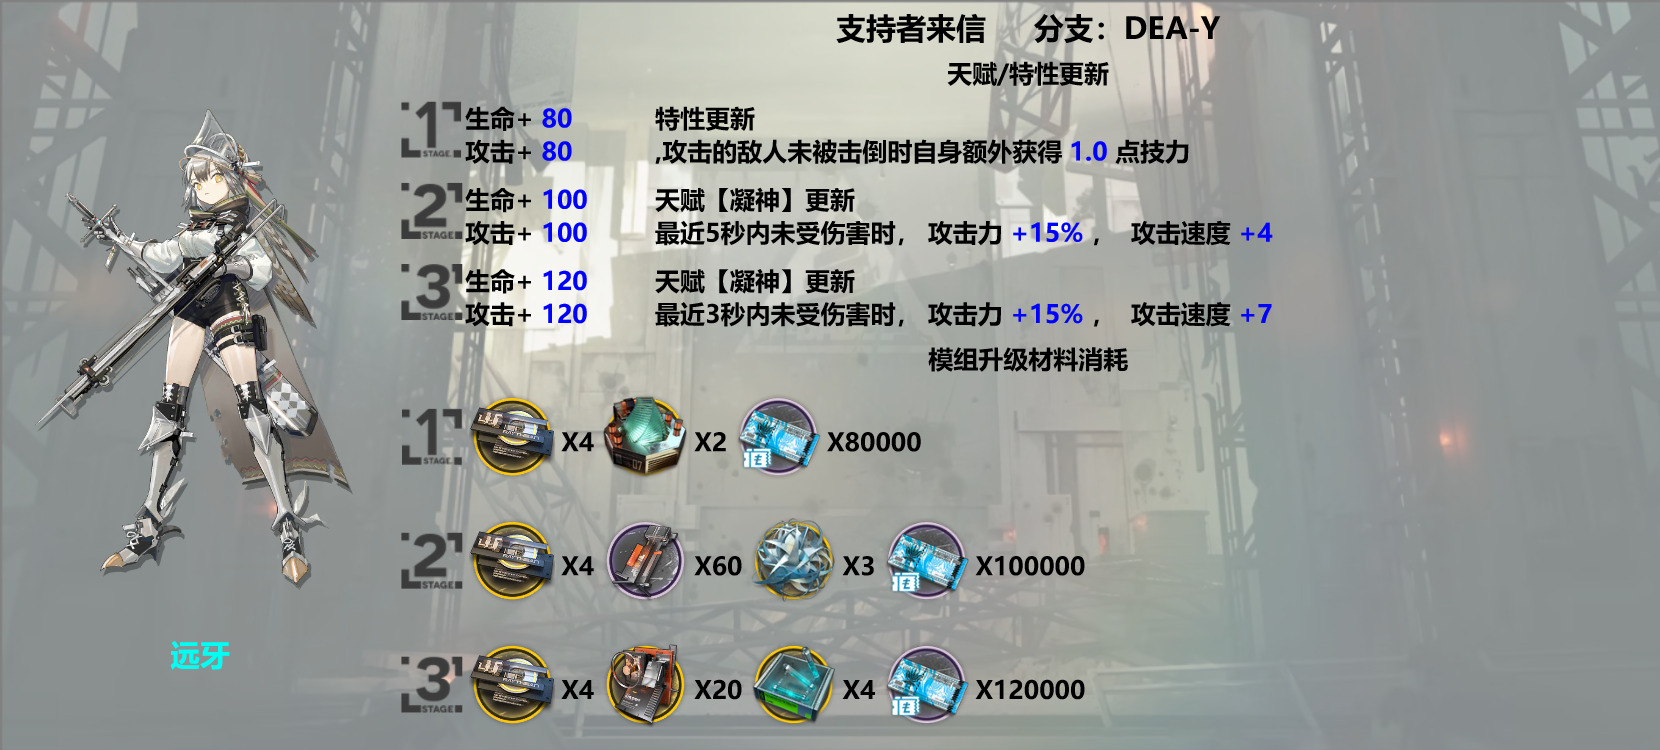 支持者来信 分支：DEA-Y
天赋/特性更新
1 STAGE. 生命+ 80 特性更新
攻击+ 80 ,攻击的敌人未被击倒时自身额外获得 1.0 点技力
2 STAGE. 生命+ 100 天赋【凝神】更新
攻击+ 100 最近5秒内未受伤害时， 攻击力 +15% ， 攻击速度 +4
3 STAGE. 生命+ 120 天赋【凝神】更新
攻击+ 120 最近3秒内未受伤害时， 攻击力 +15% ， 攻击速度 +7
模组升级材料消耗
1 STAGE. X4 X2 X80000
2 STAGE. X4 X60 X3 X100000
3 STAGE. X4 X20 X4 X120000
远牙